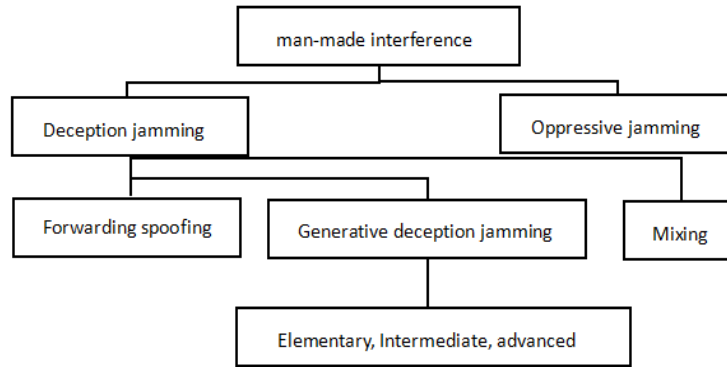 man-made interference
Deception jamming
Oppressive jamming
Forwarding spoofing
Generative deception jamming
Mixing
Elementary, Intermediate, advanced